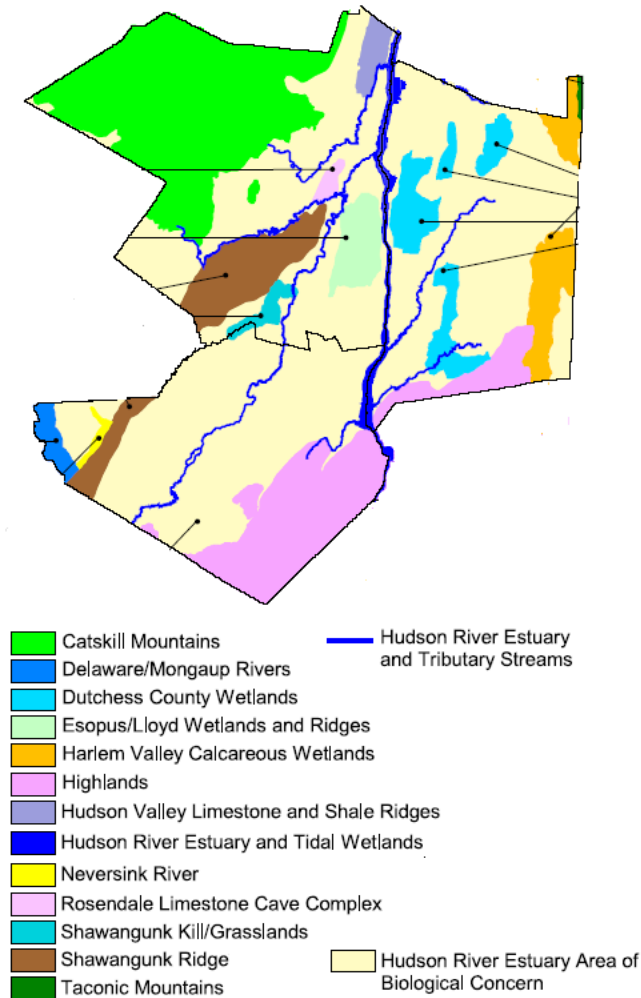 Catskill Mountains
Delaware/Mongaup Rivers
Dutchess County Wetlands
Esopus/Lloyd Wetlands and Ridges
Harlem Valley Calcareous Wetlands
Highlands
Hudson Valley Limestone and Shale Ridges
Hudson River Estuary and Tidal Wetlands
Neversink River
Rosendale Limestone Cave Complex
Shawangunk Kill/Grasslands
Shawangunk Ridge
Taconic Mountains
Hudson River Estuary
and Tributary Streams
Hudson River Estuary Area of
Biological Concern